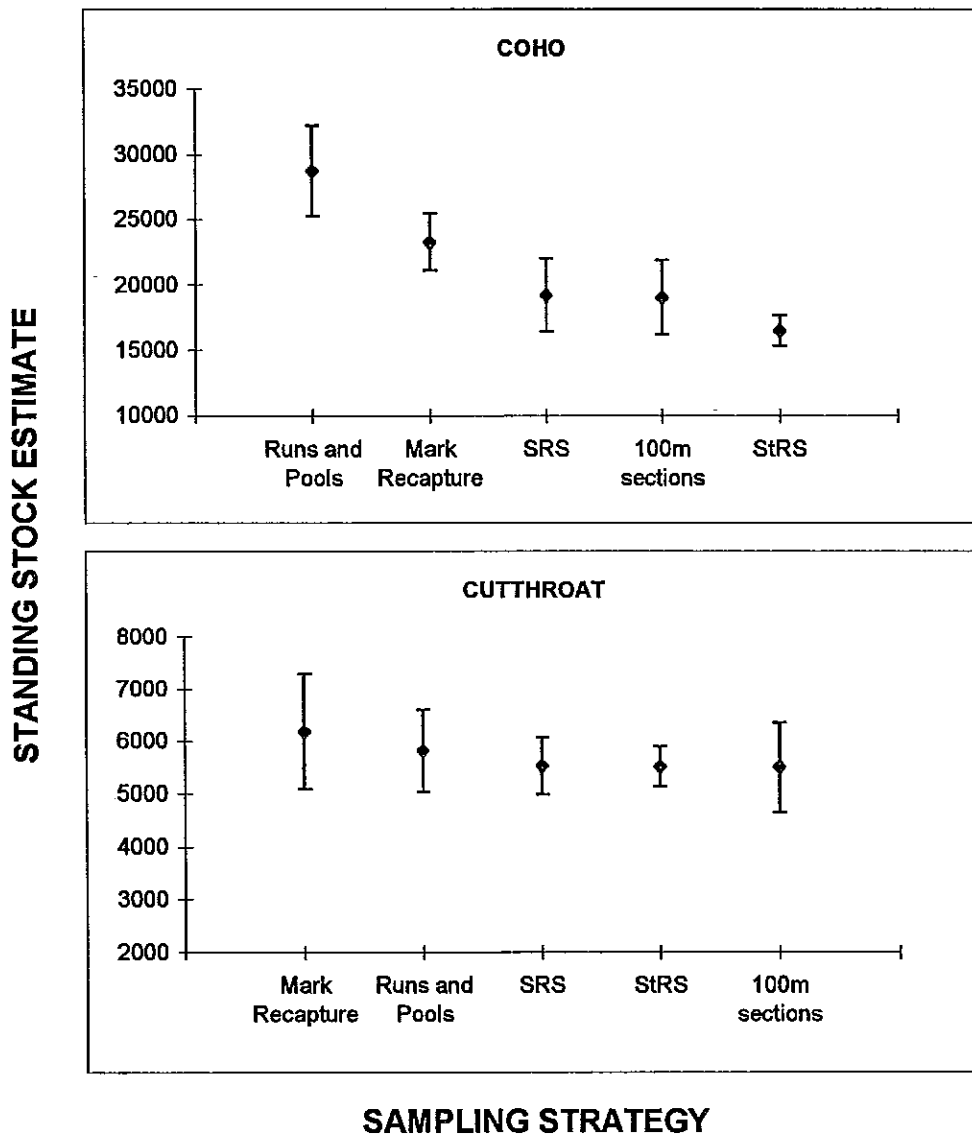 COHO
35000
30000
25000
20000
15000
10000
Runs and Pools
Mark Recapture
SRS
100m sections
StRS
CUTTHROAT
8000
7000
6000
5000
4000
3000
2000
Mark Recapture
Runs and Pools
SRS
StRS
100m sections
STANDING STOCK ESTIMATE
SAMPLING STRATEGY